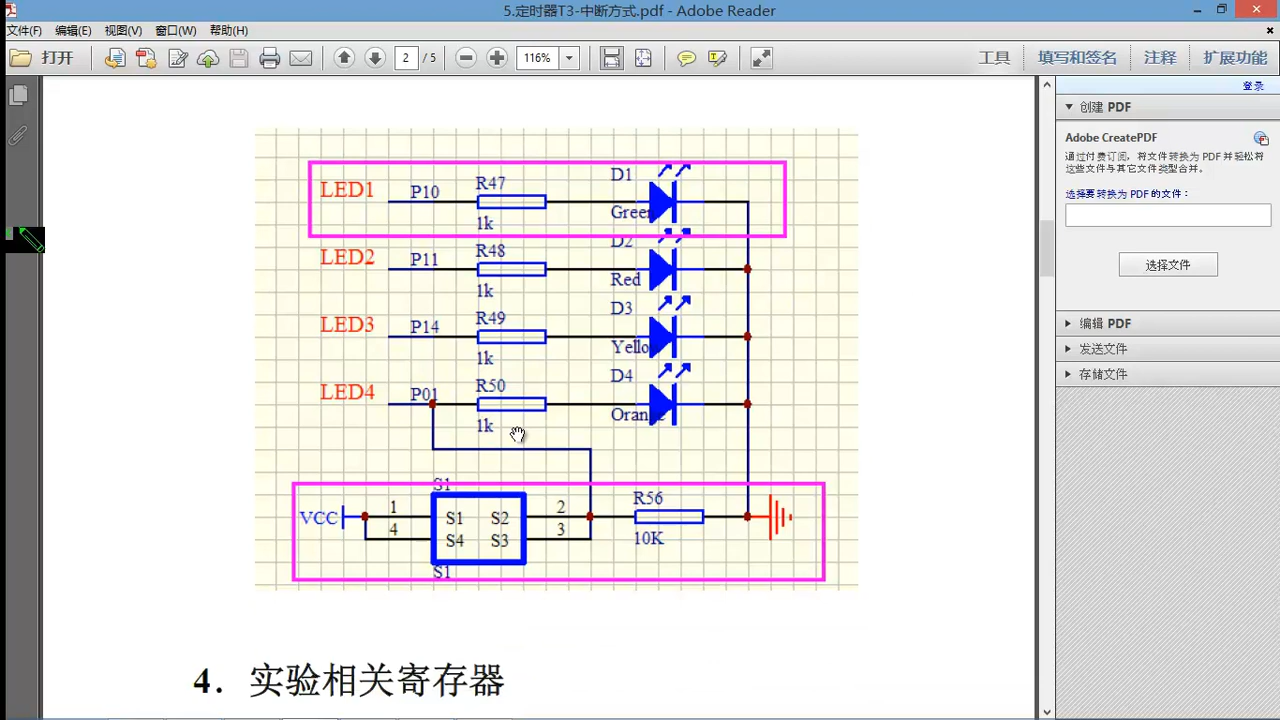 5.定时器T3-中断方式.pdf - Adobe Reader
文件(F) 编辑(E) 视图(V) 窗口(W) 帮助(H)
打开 2 / 5 116% 工具 填写和签名 注释 扩展功能
登录
创建 PDF
Adobe CreatePDF
通过付费订阅，将文件转换为 PDF 并轻松将
这些文件与其它文件类型合并。
选择要转换为 PDF 的文件:
选择文件
编辑 PDF
发送文件
存储文件
LED1 P10 R47 1k D1 Green
LED2 P11 R48 1k D2 Red
LED3 P14 R49 1k D3 Yello
LED4 P01 R50 1k D4 Oran
S1
VCC 1 S1 S2 2 R56
4 S4 S3 3 10K
S1
4. 实验相关寄存器